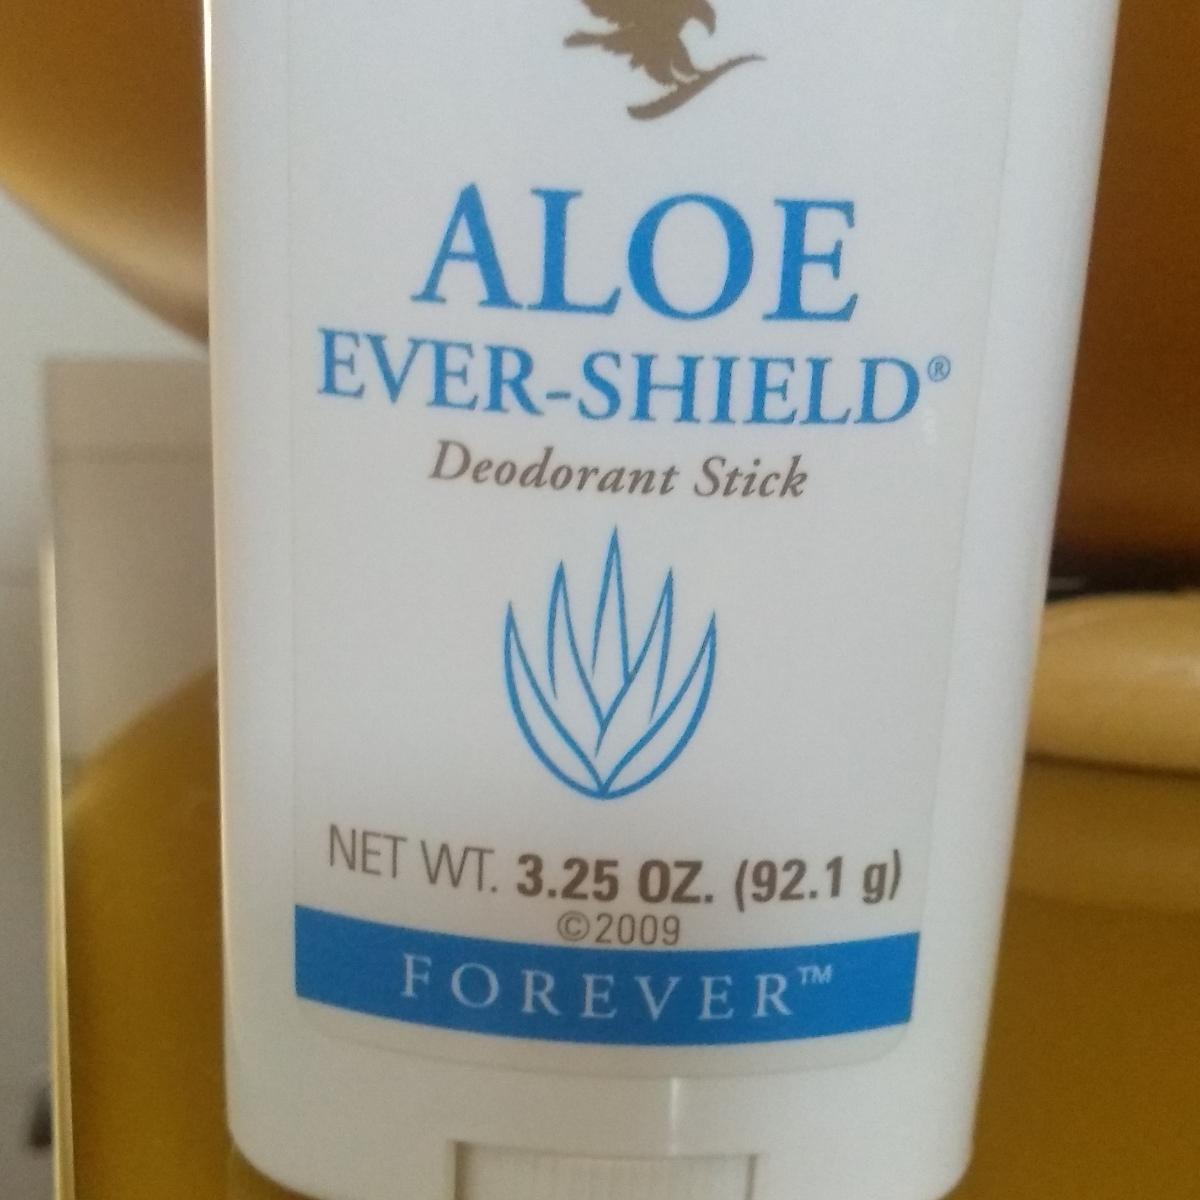 ALOE
EVER-SHIELD®
Deodorant Stick
NET WT. 3.25 OZ. (92.1 g)
©2009
FOREVER™